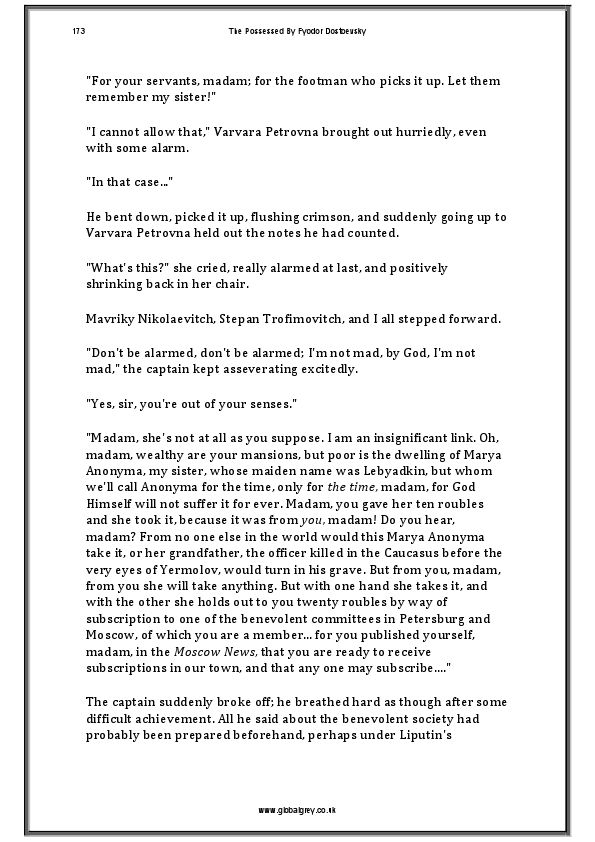 173 The Possessed By Fyodor Dostoevsky
"For your servants, madam; for the footman who picks it up. Let them
remember my sister!"
"I cannot allow that," Varvara Petrovna brought out hurriedly, even
with some alarm.
"In that case..."
He bent down, picked it up, flushing crimson, and suddenly going up to
Varvara Petrovna held out the notes he had counted.
"What's this?" she cried, really alarmed at last, and positively
shrinking back in her chair.
Mavriky Nikolaevitch, Stepan Trofimovitch, and I all stepped forward.
"Don't be alarmed, don't be alarmed; I'm not mad, by God, I'm not
mad," the captain kept asseverating excitedly.
"Yes, sir, you're out of your senses."
"Madam, she's not at all as you suppose. I am an insignificant link. Oh,
madam, wealthy are your mansions, but poor is the dwelling of Marya
Anonyma, my sister, whose maiden name was Lebyadkin, but whom
we'll call Anonyma for the time, only for the time, madam, for God
Himself will not suffer it for ever. Madam, you gave her ten roubles
and she took it, because it was from you, madam! Do you hear,
madam? From no one else in the world would this Marya Anonyma
take it, or her grandfather, the officer killed in the Caucasus before the
very eyes of Yermolov, would turn in his grave. But from you, madam,
from you she will take anything. But with one hand she takes it, and
with the other she holds out to you twenty roubles by way of
subscription to one of the benevolent committees in Petersburg and
Moscow, of which you are a member... for you published yourself,
madam, in the Moscow News, that you are ready to receive
subscriptions in our town, and that any one may subscribe...."
The captain suddenly broke off; he breathed hard as though after some
difficult achievement. All he said about the benevolent society had
probably been prepared beforehand, perhaps under Liputin's
www.globalgrey.co.uk